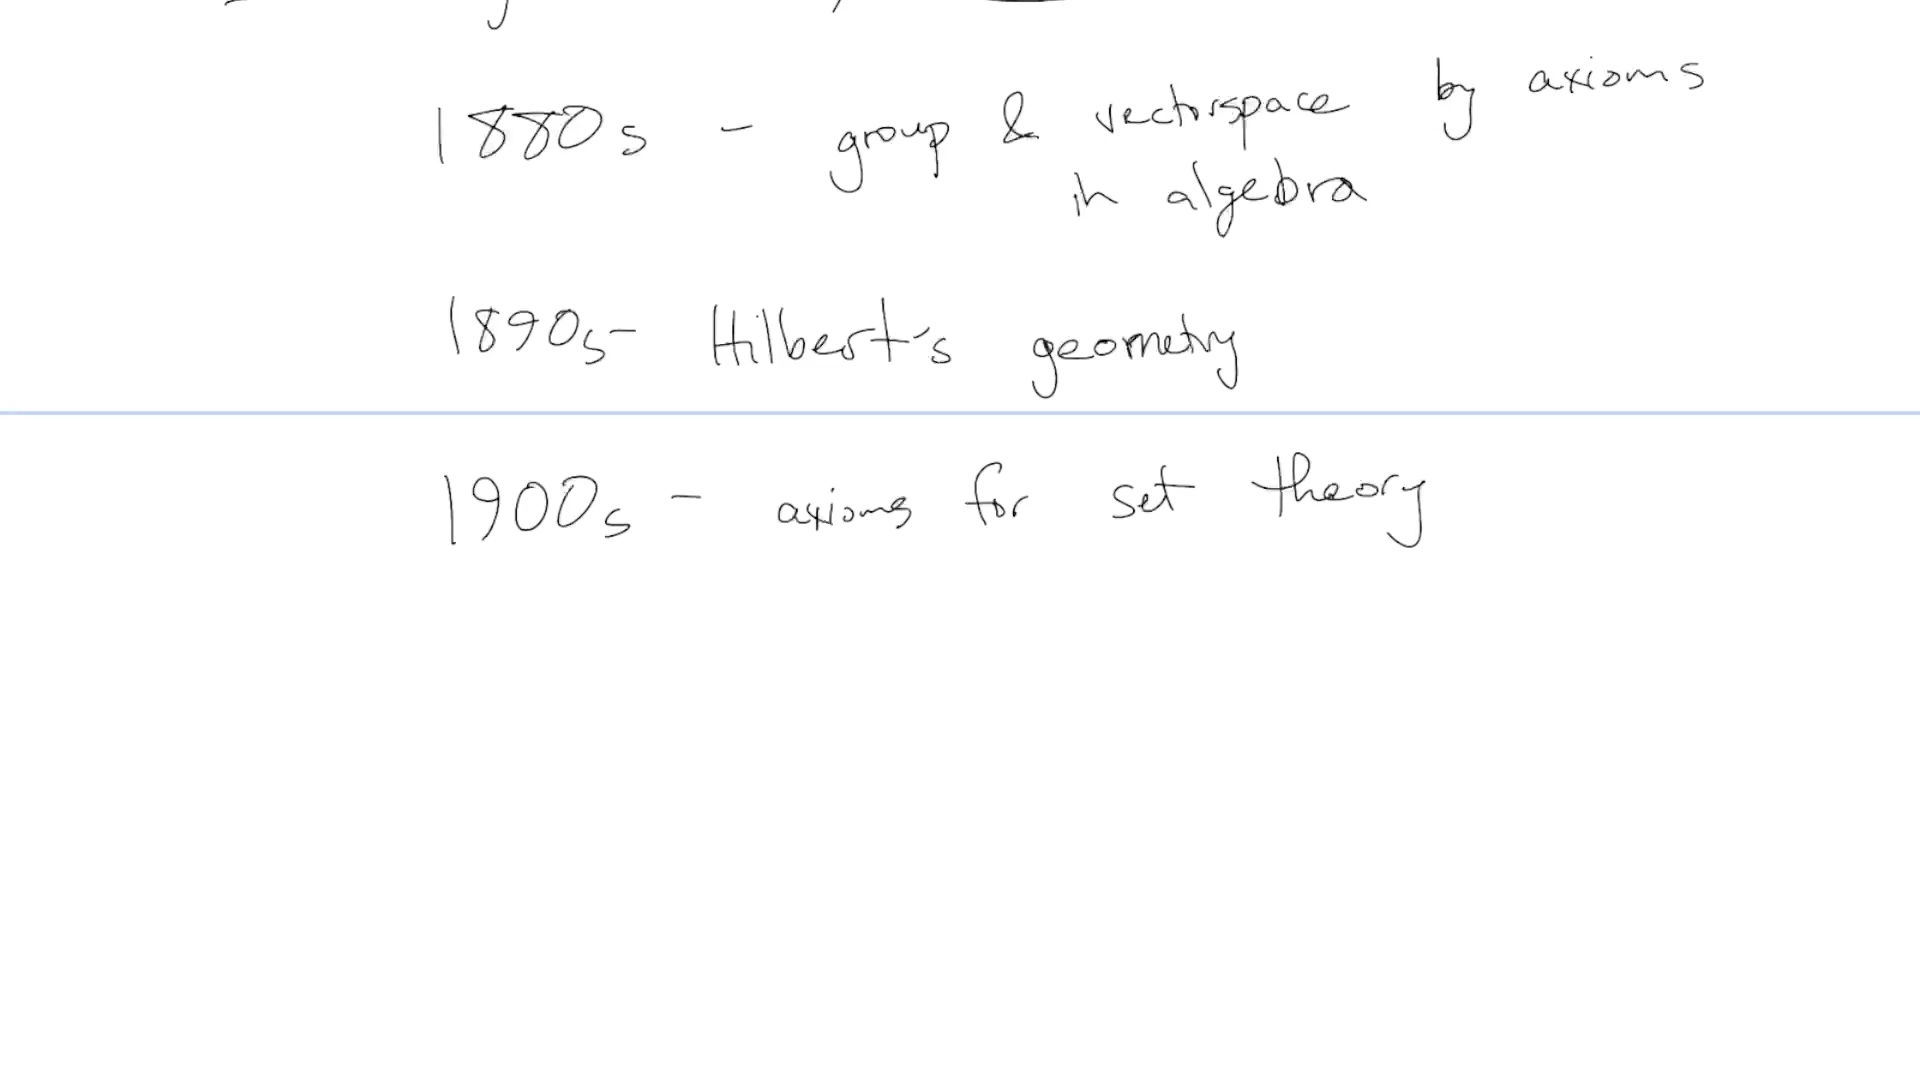 1880s - group & vectorspace by axioms
in algebra
1890s- Hilbert's geometry
1900s - axioms for set theory